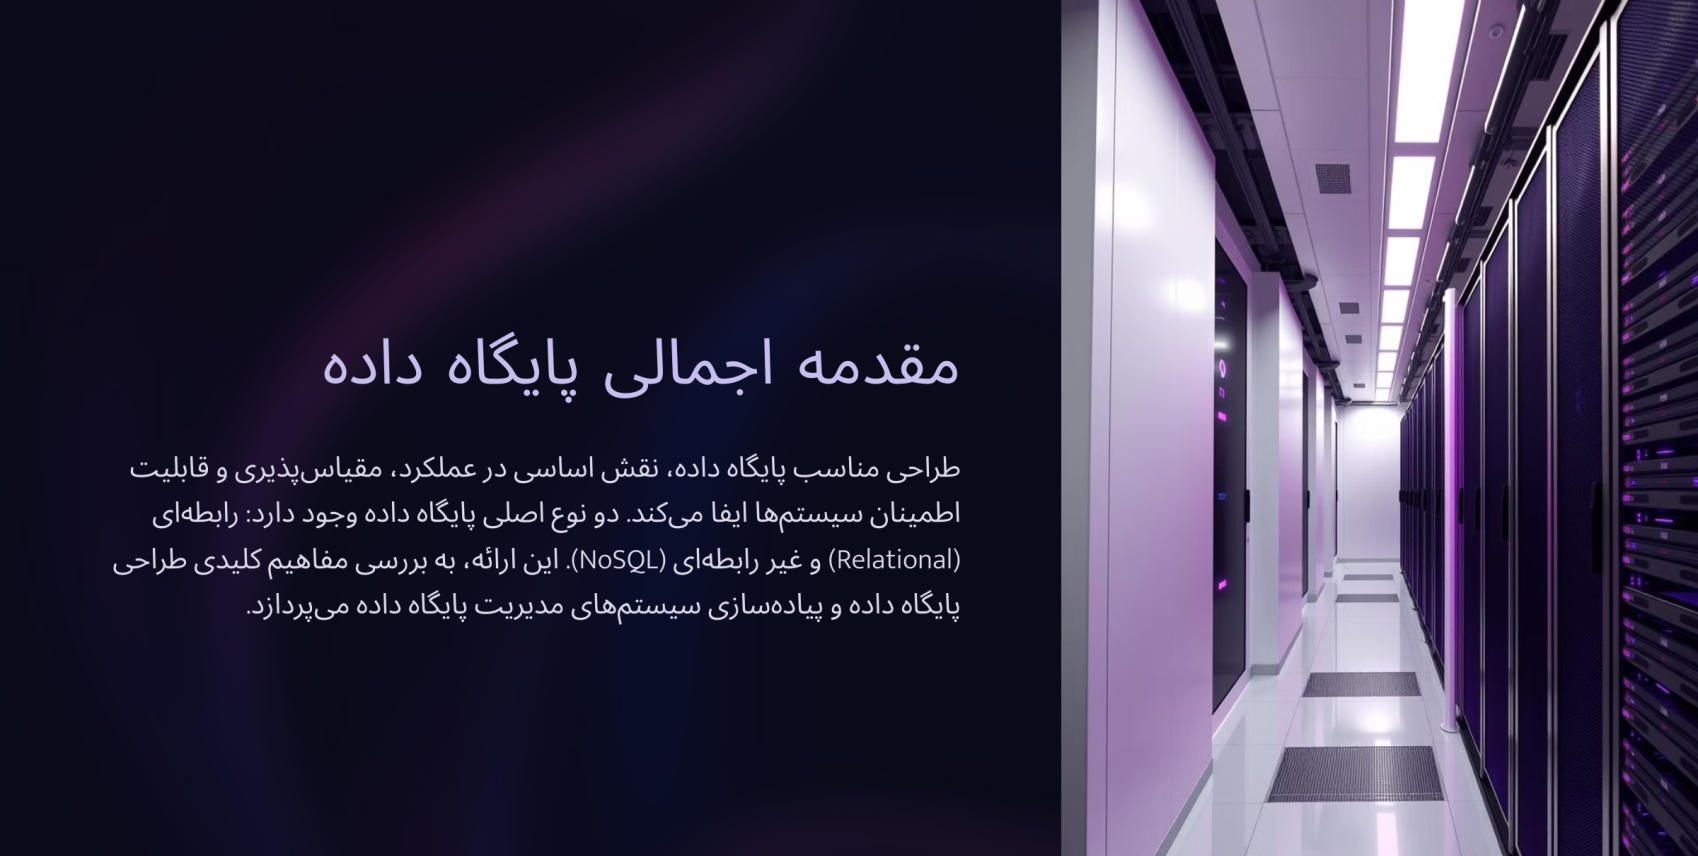 مقدمه اجمالی پایگاه داده
طراحی مناسب پایگاه داده، نقش اساسی در عملکرد، مقیاس‌پذیری و قابلیت
اطمینان سیستم‌ها ایفا می‌کند. دو نوع اصلی پایگاه داده وجود دارد: رابطه‌ای
(Relational) و غیر رابطه‌ای (NoSQL). این ارائه، به بررسی مفاهیم کلیدی طراحی
پایگاه داده و پیاده‌سازی سیستم‌های مدیریت پایگاه داده می‌پردازد.